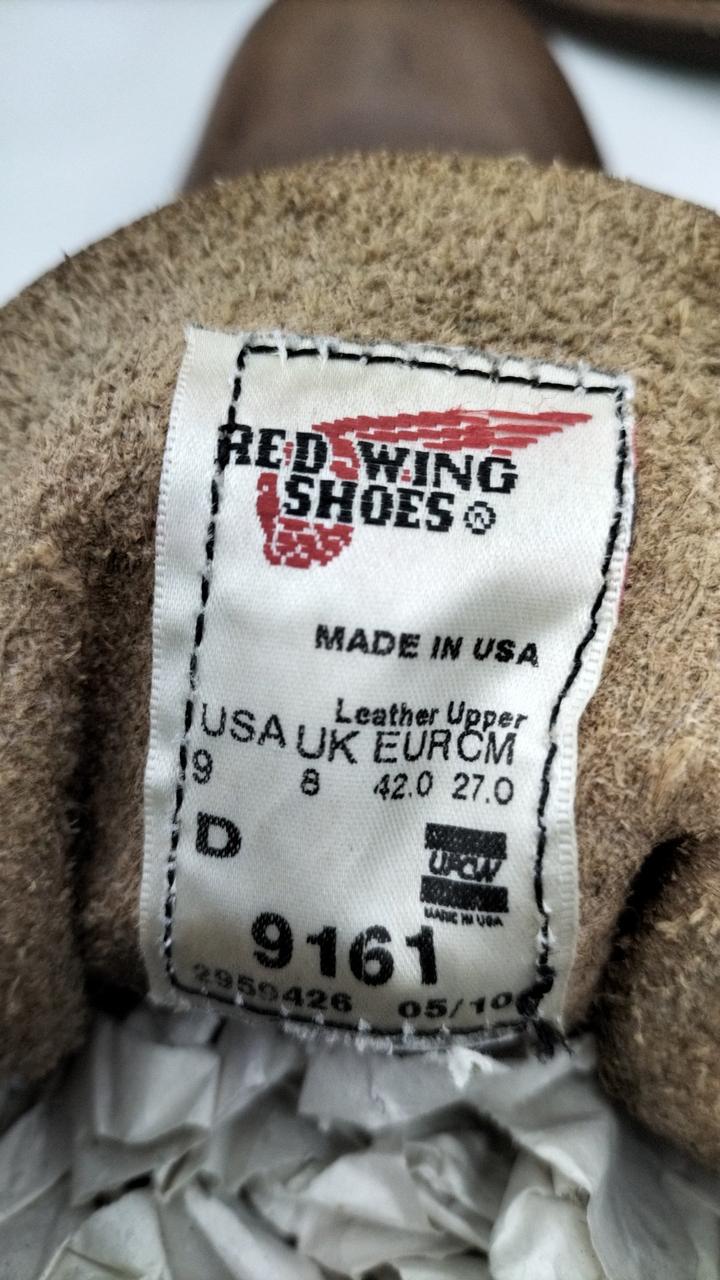 RED WING
SHOES®
MADE IN USA
Leather Upper
USA UK EUR CM
9 8 42.0 27.0
D
UFCW
MADE IN USA
9161
2959426 05/10